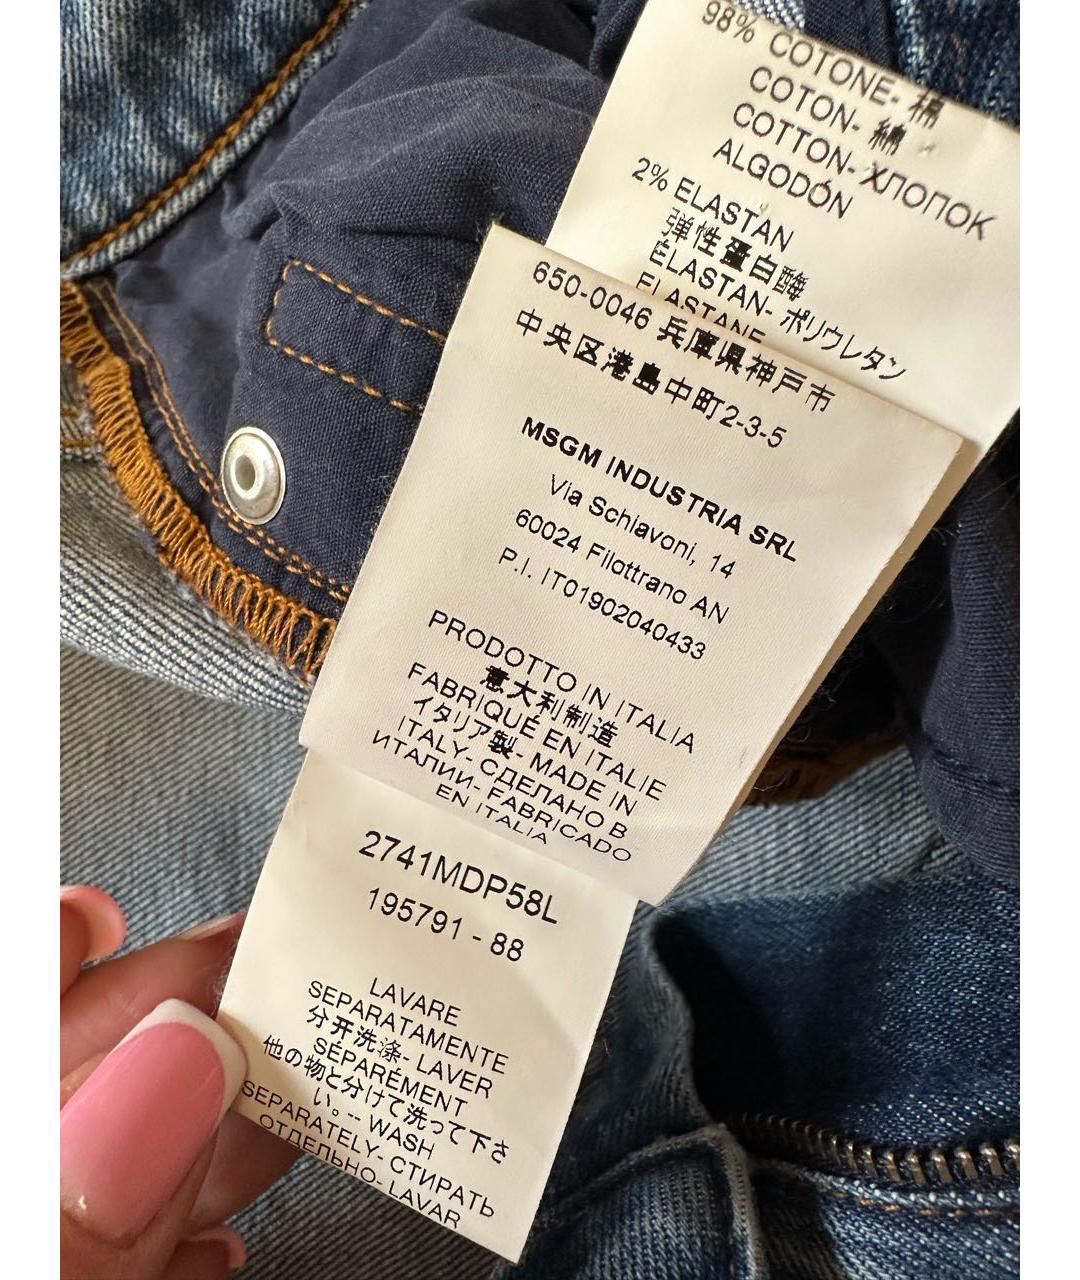 98% COTONE- 棉
COTON- 綿
COTTON- ХЛОПОК
ALGODÓN
2% ELASTAN
弹性蛋白酶
ÉLASTAN- ポリウレタン
ELASTANE
650-0046 兵庫県神戸市
中央区港島中町2-3-5
MSGM INDUSTRIA SRL
Via Schiavoni, 14
60024 Filottrano AN
P.I. IT01902040433
PRODOTTO IN ITALIA
意大利制造
FABRIQUÉ EN ITALIE
イタリア製- MADE IN
ITALY- СДЕЛАНО В
ИТАЛИИ- FABRICADO
EN ITALIA
2741MDP58L
195791 - 88
LAVARE
SEPARATAMENTE
分开洗涤- LAVER
SÉPARÉMENT
他の物と分けて洗って下さ
い。-- WASH
SEPARATELY- СТИРАТЬ
ОТДЕЛЬНО- LAVAR